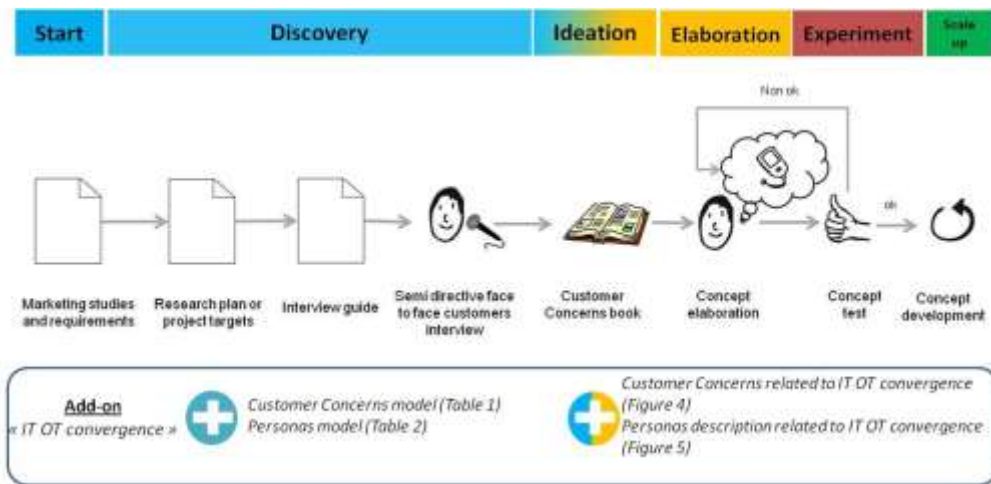 Start
Discovery
Ideation
Elaboration
Experiment
Scale
up
Non ok
ok
Marketing studies
and requirements
Research plan or
project targets
Interview guide
Semi directive face
to face customers
interview
Customer
Concerns book
Concept
elaboration
Concept
test
Concept
development
Add-on
« IT OT convergence »
Customer Concerns model (Table 1)
Personas model (Table 2)
Customer Concerns related to IT OT convergence
(Figure 4)
Personas description related to IT OT convergence
(Figure 5)